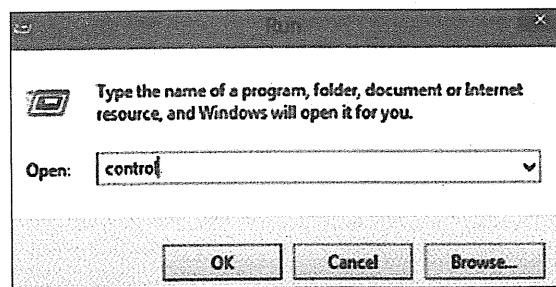 Run
Type the name of a program, folder, document or Internet
resource, and Windows will open it for you.
Open: control
OK Cancel Browse...